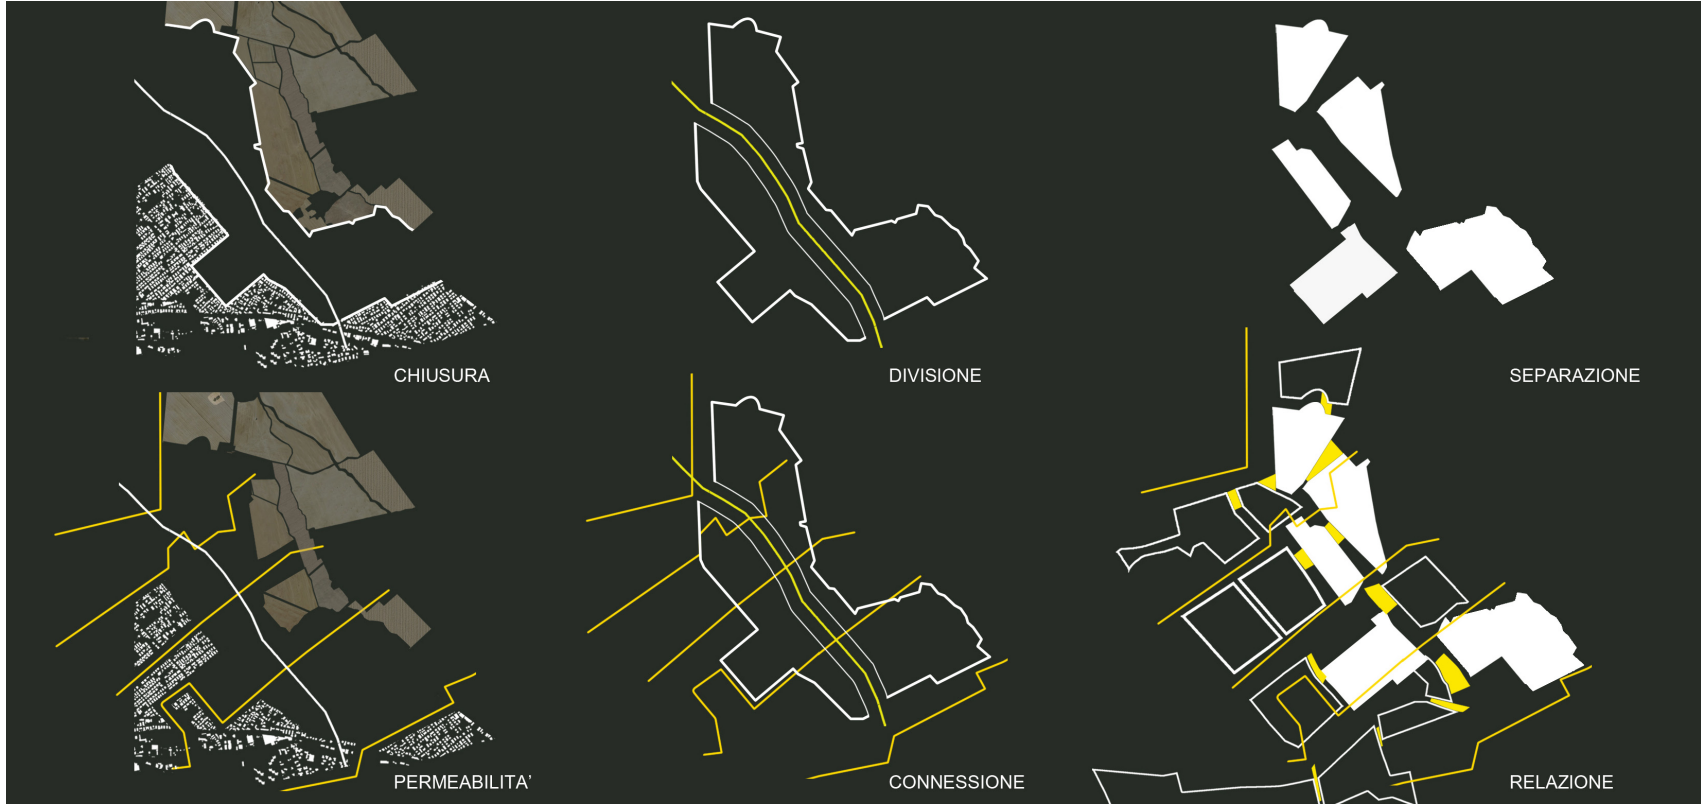 CHIUSURA
DIVISIONE
SEPARAZIONE
PERMEABILITA'
CONNESSIONE
RELAZIONE